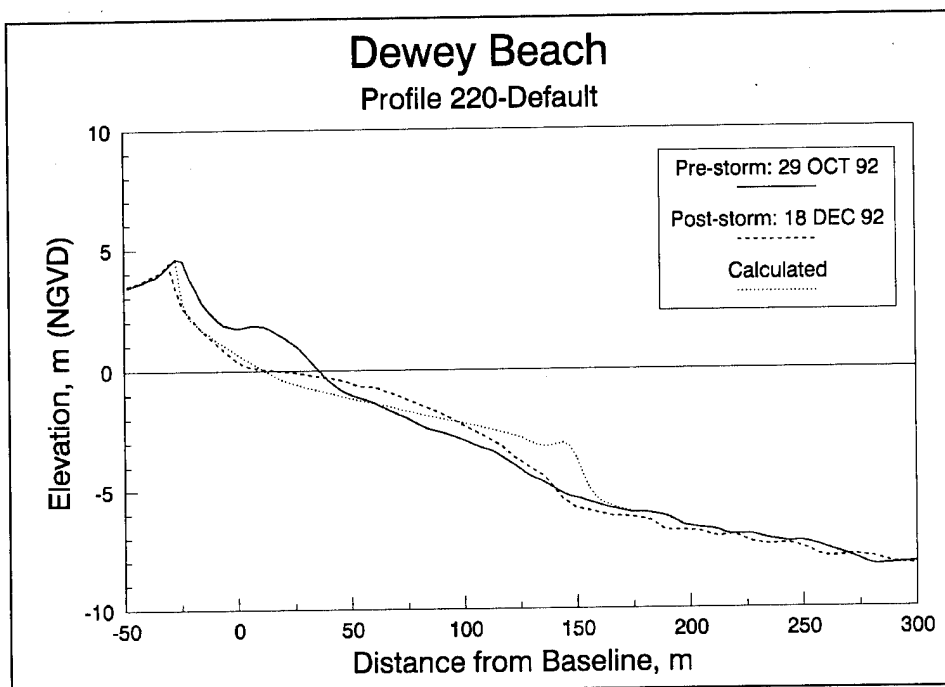 Dewey Beach
Profile 220-Default
10
5
0
-5
-10
Elevation, m (NGVD)
Pre-storm: 29 OCT 92
Post-storm: 18 DEC 92
Calculated
-50
0
50
100
150
200
250
300
Distance from Baseline, m